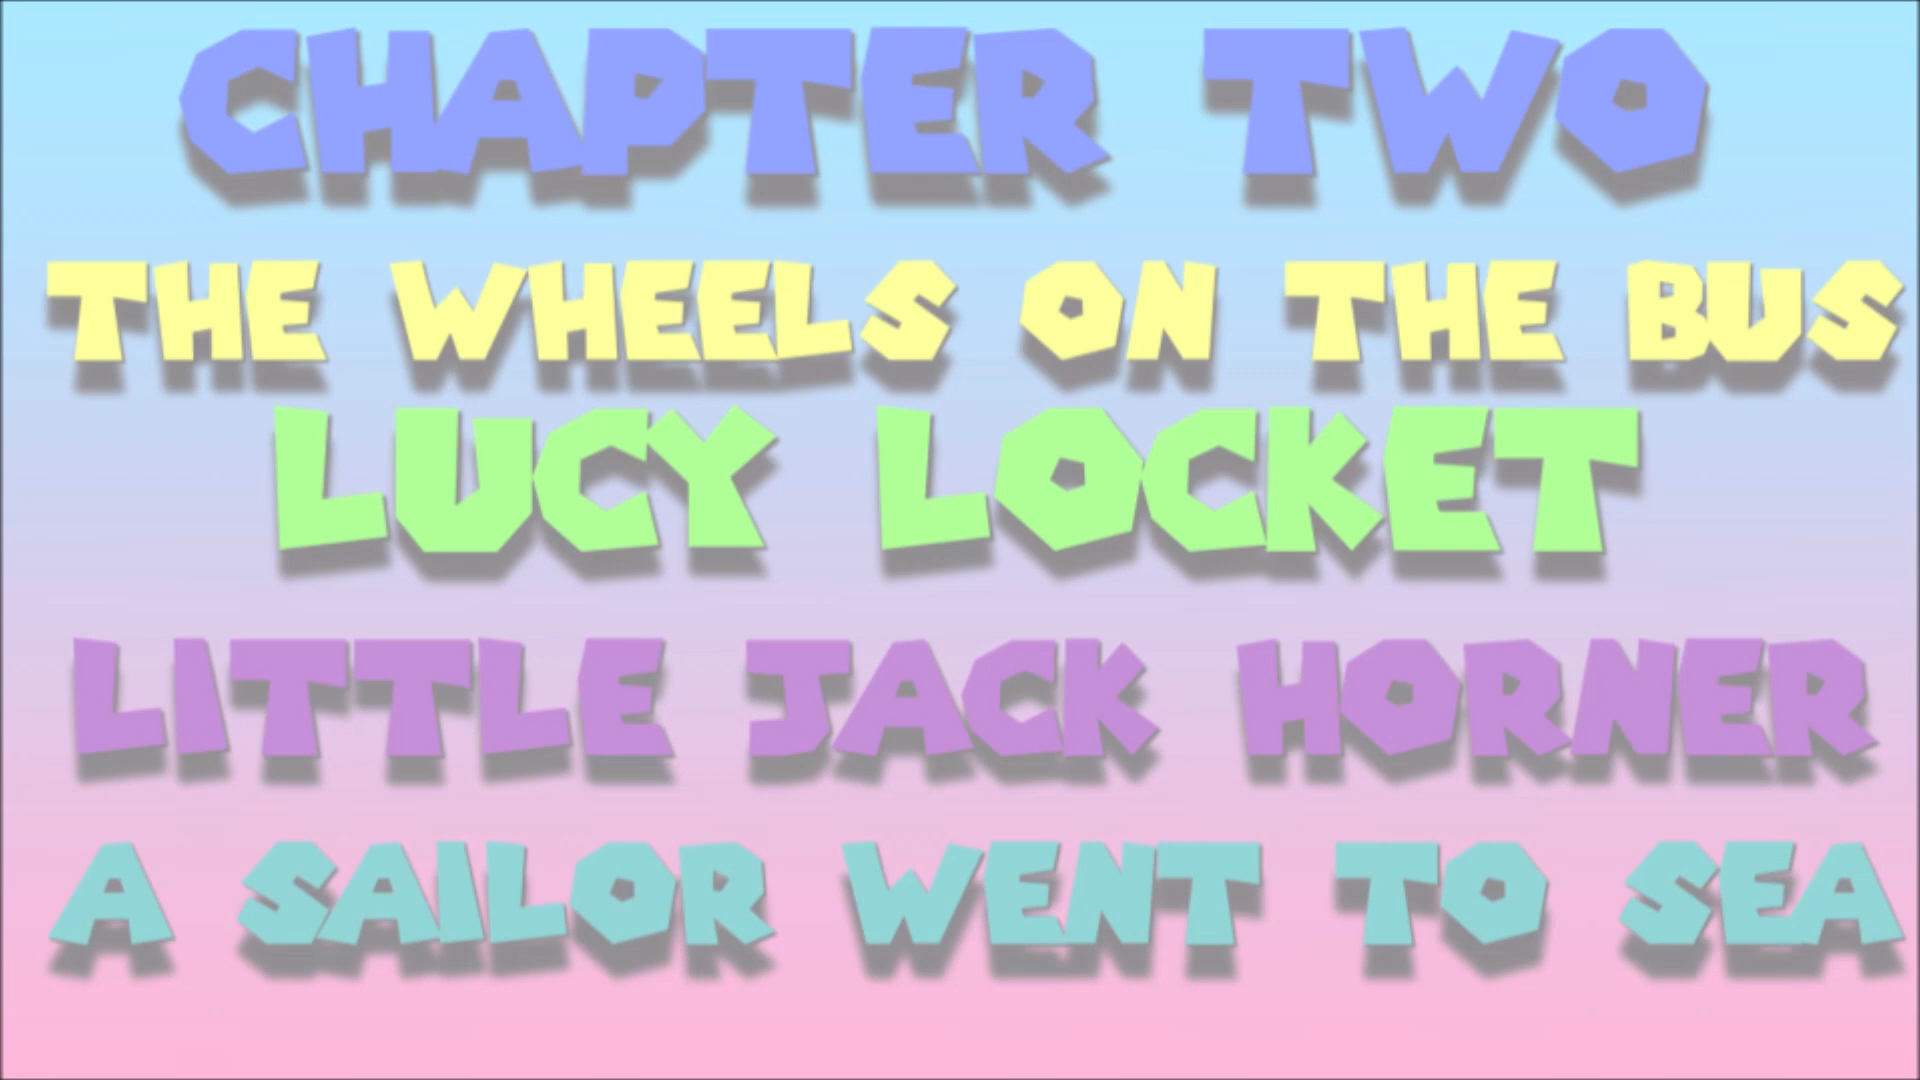 CHAPTER TWO
THE WHEELS ON THE BUS
LUCY LOCKET
LITTLE JACK HORNER
A SAILOR WENT TO SEA